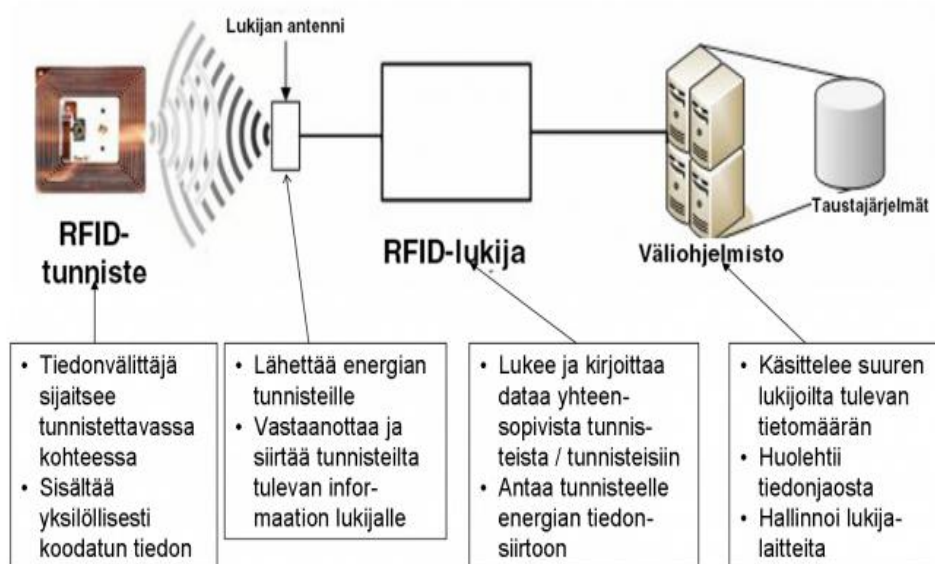 Lukijan antenni
RFID-
tunniste
RFID-lukija
Väliohjelmisto
Taustajärjelmät
• Tiedonvälittäjä
sijaitsee
tunnistettavassa
kohteessa
• Sisältää
yksilöllisesti
koodatun tiedon
• Lähettää energian
tunnisteille
• Vastaanottaa ja
siirtää tunnisteilta
tulevan infor-
maation lukijalle
• Lukee ja kirjoittaa
dataa yhteen-
sopivista tunnis-
teista / tunnisteisiin
• Antaa tunnisteelle
energian tiedon-
siirtoon
• Käsittelee suuren
lukijoilta tulevan
tietomäärän
• Huolehtii
tiedonjaosta
• Hallinnoi lukija-
laitteita